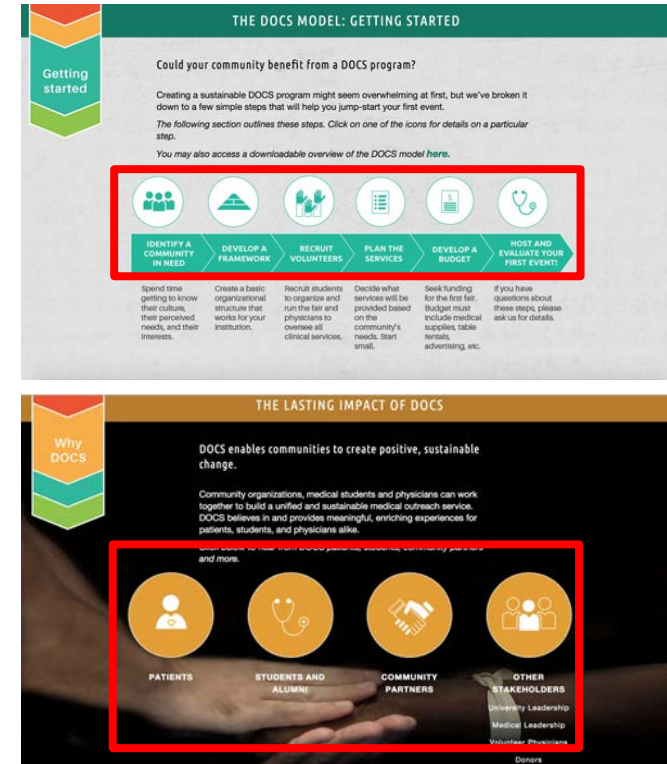 THE DOCS MODEL: GETTING STARTED
Getting
started
Could your community benefit from a DOCS program?
Creating a sustainable DOCS program might seem overwhelming at first, but we've broken it
down to a few simple steps that will help you jump-start your first event.
The following section outlines these steps. Click on one of the icons for details on a particular
step.
You may also access a downloadable overview of the DOCS model here.
IDENTIFY A
COMMUNITY
IN NEED
DEVELOP A
FRAMEWORK
RECRUIT
VOLUNTEERS
PLAN THE
SERVICES
DEVELOP A
BUDGET
HOST AND
EVALUATE YOUR
FIRST EVENT!
Spend time
getting to know
their culture,
their perceived
needs, and their
interests.
Create a basic
organizational
structure that
works for your
institution.
Recruit students
to organize and
run the fair and
physicians to
oversee all
clinical services.
Decide what
services will be
provided based
on the
community's
needs. Start
small.
Seek funding
for the first fair.
Budget must
include medical
supplies, table
rentals,
advertising, etc.
If you have
questions about
these steps, please
ask us for details.
THE LASTING IMPACT OF DOCS
Why
DOCS
DOCS enables communities to create positive, sustainable
change.
Community organizations, medical students and physicians can work
together to build a unified and sustainable medical outreach service.
DOCS believes in and provides meaningful, enriching experiences for
patients, students, and physicians alike.
Click below to hear from DOCS patients, students, community partners
and more.
PATIENTS
STUDENTS AND
ALUMNI
COMMUNITY
PARTNERS
OTHER
STAKEHOLDERS
University Leadership
Medical Leadership
Volunteer Physicians
Donors